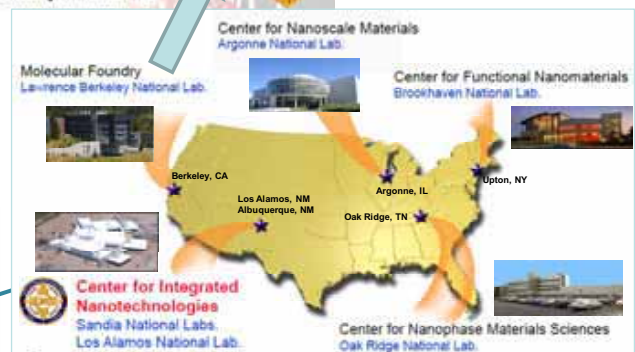 Center for Nanoscale Materials
Argonne National Lab.
Molecular Foundry
Lawrence Berkeley National Lab.
Center for Functional Nanomaterials
Brookhaven National Lab.
Berkeley, CA
Argonne, IL
Upton, NY
Los Alamos, NM
Albuquerque, NM
Oak Ridge, TN
Center for Integrated
Nanotechnologies
Sandia National Labs.
Los Alamos National Lab.
Center for Nanophase Materials Sciences
Oak Ridge National Lab.